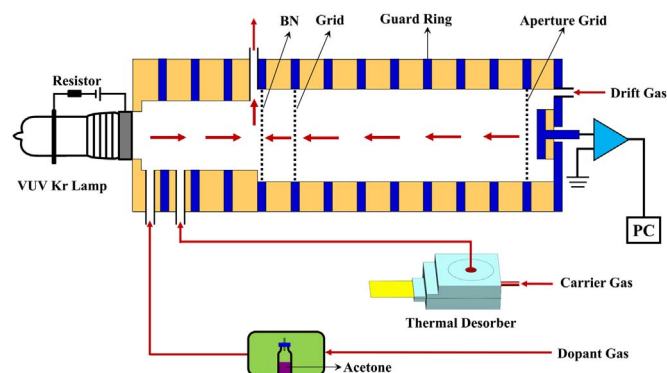 BN
Grid
Guard Ring
Aperture Grid
Resistor
Drift Gas
VUV Kr Lamp
PC
Carrier Gas
Thermal Desorber
Dopant Gas
Acetone